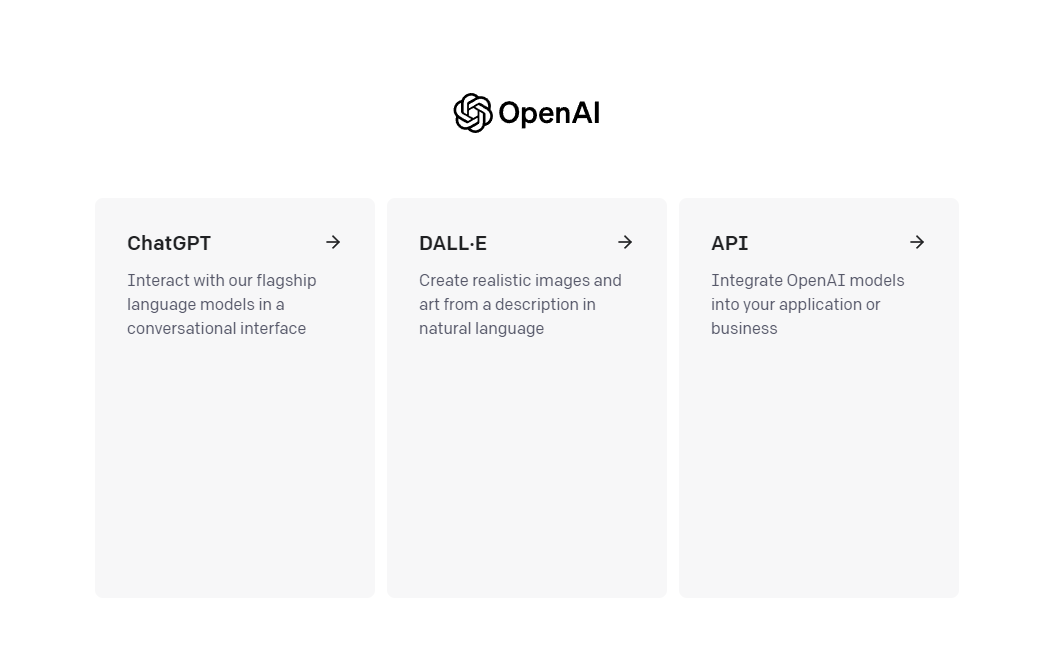 OpenAI
ChatGPT
Interact with our flagship
language models in a
conversational interface
DALL·E
Create realistic images and
art from a description in
natural language
API
Integrate OpenAI models
into your application or
business